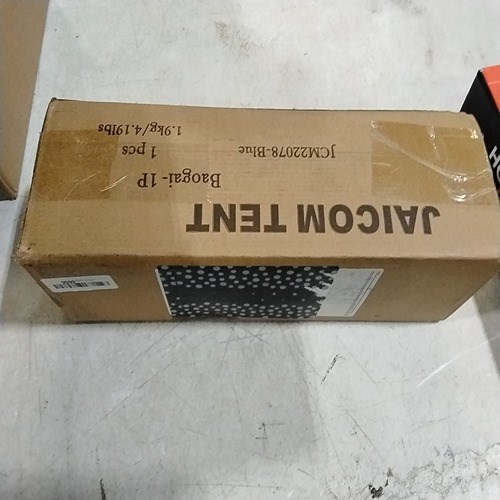 JAICOM TENT
Baogai-1P
JCM22078-Blue 1 pcs
1.9kg/4.19lbs